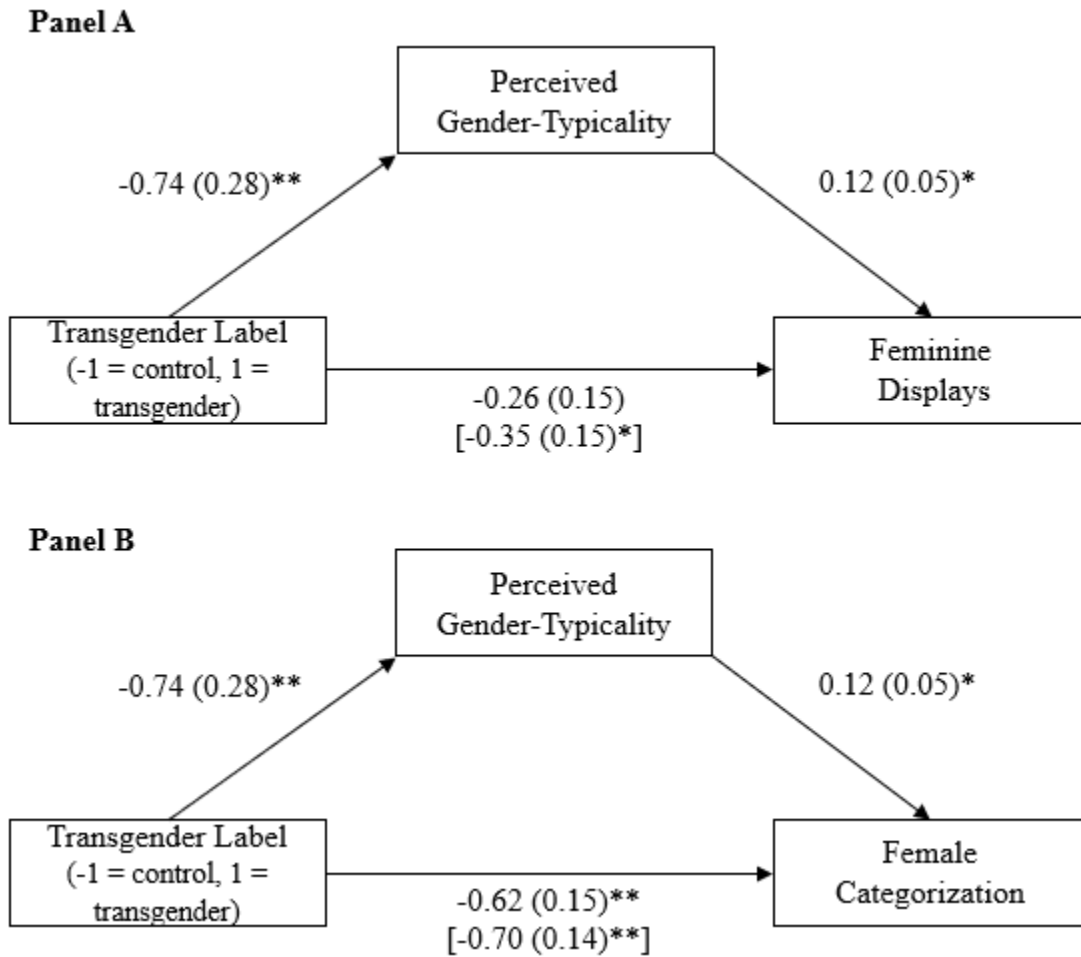 Panel A
Perceived
Gender-Typicality
-0.74 (0.28)**
0.12 (0.05)*
Transgender Label
(-1 = control, 1 =
transgender)
Feminine
Displays
-0.26 (0.15)
[-0.35 (0.15)*]
Panel B
Perceived
Gender-Typicality
-0.74 (0.28)**
0.12 (0.05)*
Transgender Label
(-1 = control, 1 =
transgender)
Female
Categorization
-0.62 (0.15)**
[-0.70 (0.14)**]